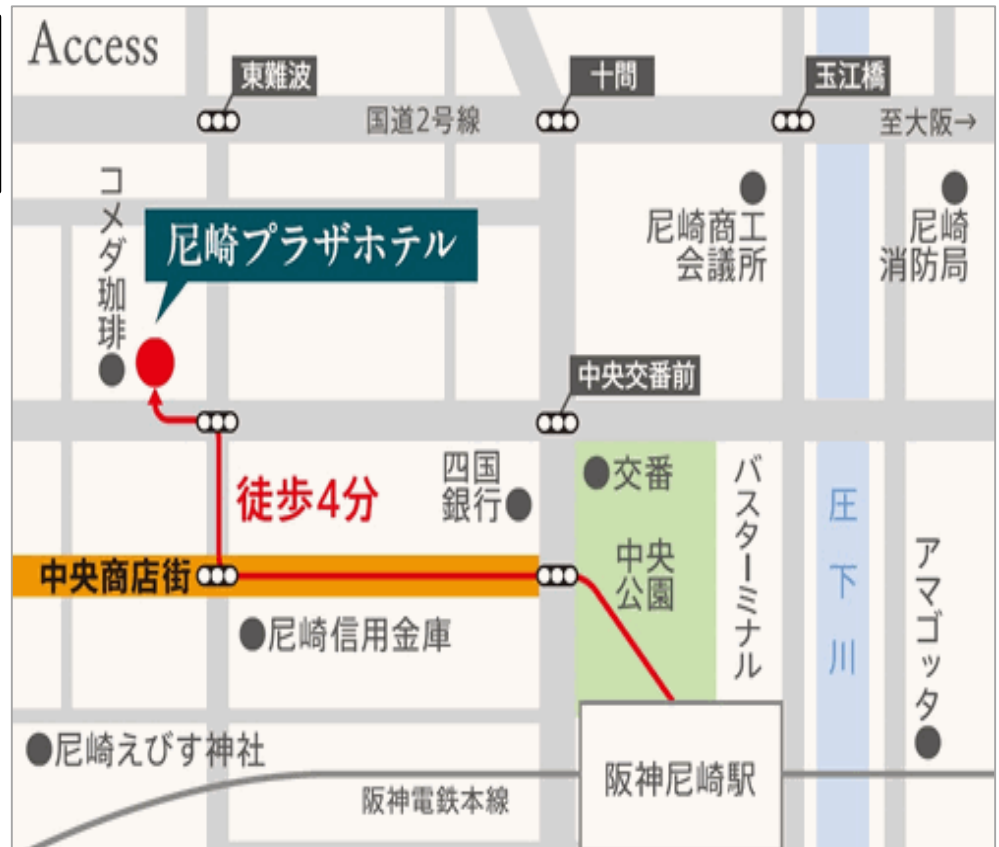 Access
東難波
十間
玉江橋
国道2号線
至大阪→
コメダ珈琲
尼崎プラザホテル
尼崎商工
会議所
尼崎
消防局
中央交番前
四国
銀行
交番
徒歩4分
中央商店街
中央
公園
バスターミナル
庄下川
アマゴッタ
尼崎信用金庫
尼崎えびす神社
阪神電鉄本線
阪神尼崎駅